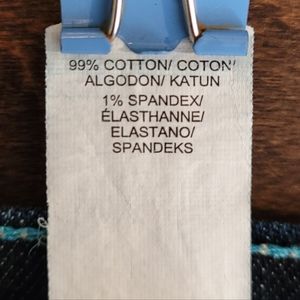 99% COTTON/ COTON/
ALGODON/ KATUN
1% SPANDEX/
ÉLASTHANNE/
ELASTANO/
SPANDEKS